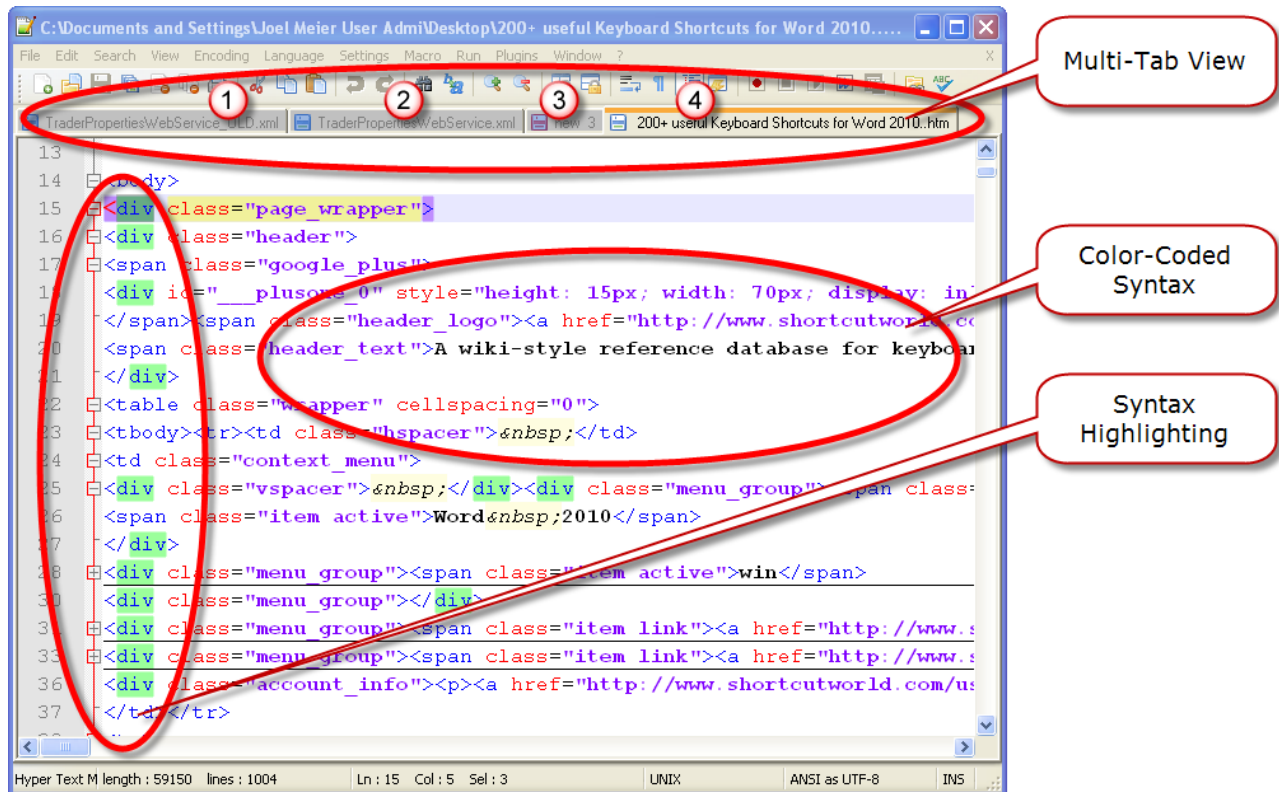 C:\Documents and Settings\Joel Meier User Admi\Desktop\200+ useful Keyboard Shortcuts for Word 2010.....
File Edit Search View Encoding Language Settings Macro Run Plugins Window ? X
Multi-Tab View
1 2 3 4
TraderPropertiesWebService_OLD.xml TraderPropertiesWebService.xml new 3 200+ useful Keyboard Shortcuts for Word 2010..htm
13
14 <body>
15 <div class="page_wrapper">
16 <div class="header">
17 <span class="google_plus">
18 <div id="___plusone_0" style="height: 15px; width: 70px; display: in
19 </span><span class="header_logo"><a href="http://www.shortcutworld.co
20 <span class="header_text">A wiki-style reference database for keyboar
21 </div>
Color-Coded
Syntax
22 <table class="wrapper" cellspacing="0">
23 <tbody><tr><td class="hspacer">&nbsp;</td>
24 <td class="context_menu">
25 <div class="vspacer">&nbsp;</div><div class="menu_group"><span class=
26 <span class="item active">Word&nbsp;2010</span>
27 </div>
28 <div class="menu_group"><span class="item active">win</span>
30 <div class="menu_group"></div>
31 <div class="menu_group"><span class="item link"><a href="http://www.s
33 <div class="menu_group"><span class="item link"><a href="http://www.s
36 <div class="account_info"><p><a href="http://www.shortcutworld.com/us
37 </td></tr>
Syntax
Highlighting
Hyper Text M length : 59150 lines : 1004 Ln : 15 Col : 5 Sel : 3 UNIX ANSI as UTF-8 INS